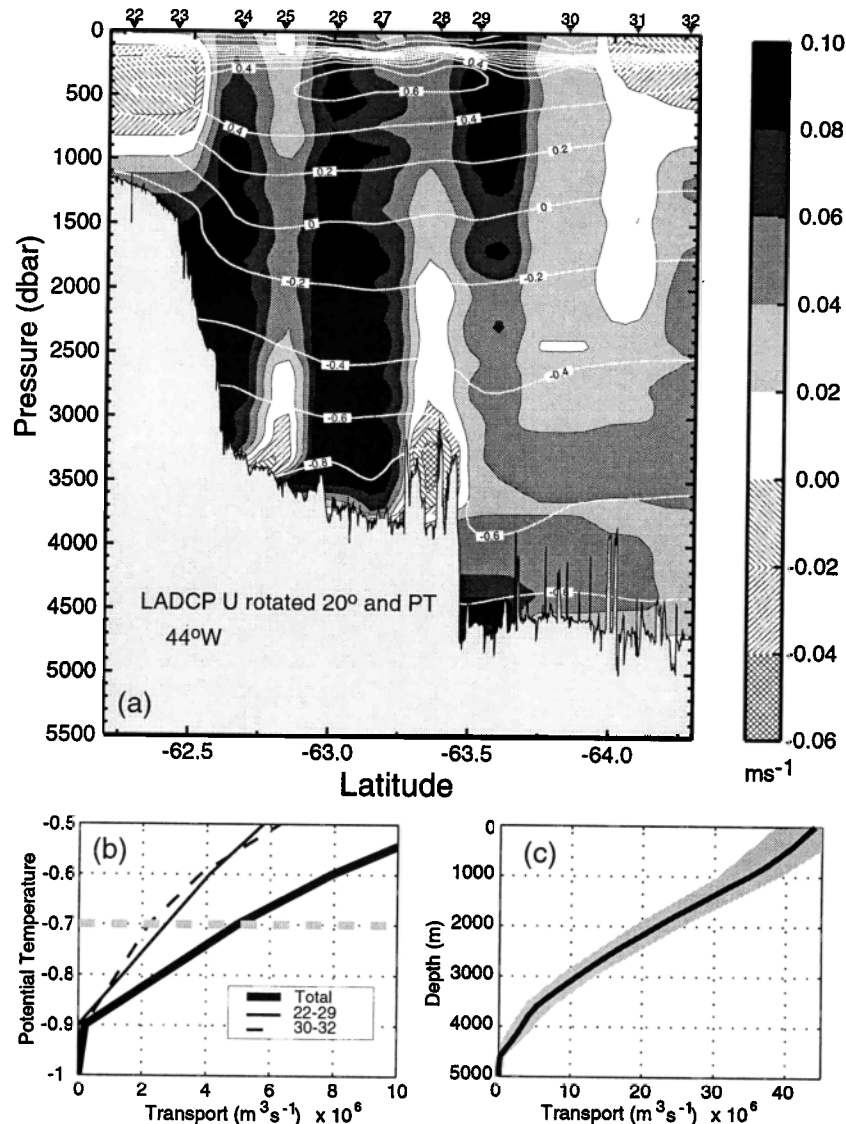 22 23 24 25 26 27 28 29 30 31 32
0
500
1000
1500
2000
2500
3000
3500
4000
4500
5000
5500
Pressure (dbar)
0.4
0.4
0.6
0.4
0.2
0.2
0
0
-0.2
-0.2
-0.4
-0.4
-0.6
-0.8
-0.6
LADCP U rotated 20º and PT
44ºW
(a)
-62.5 -63.0 -63.5 -64.0
Latitude
0.10
0.08
0.06
0.04
0.02
0.00
-0.02
-0.04
-0.06
ms-1
(b)
-0.5
-0.6
-0.7
-0.8
-0.9
-1
Potential Temperature
Total
22-29
30-32
0 2 4 6 8 10
Transport (m3s-1) x 10 6
(c)
0
1000
2000
3000
4000
5000
Depth (m)
0 10 20 30 40
Transport (m3s-1) x 10 6